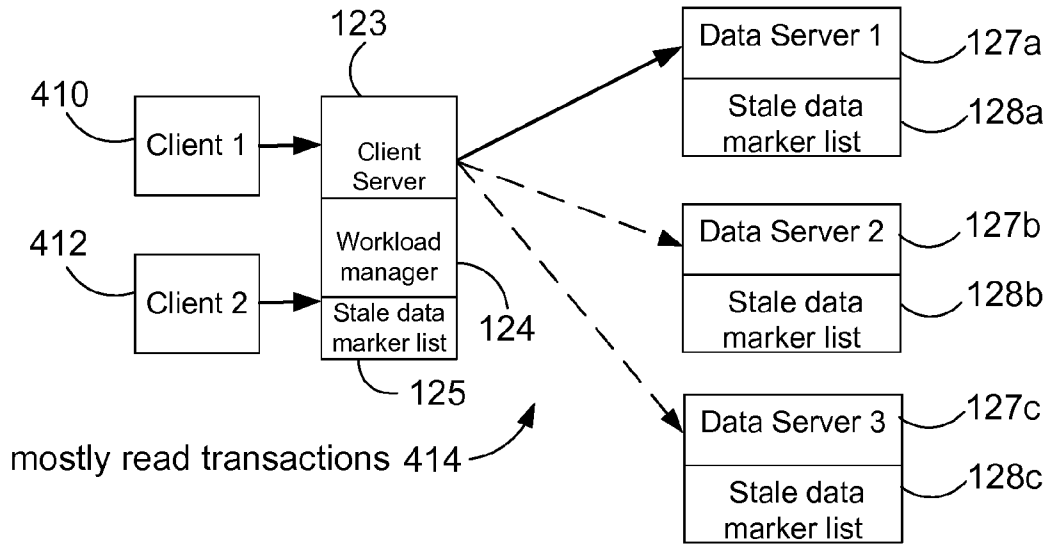 123
410
Client 1
Client
Server
Data Server 1
127a
Stale data
marker list
128a
412
Client 2
Workload
manager
124
Stale data
marker list
125
Data Server 2
127b
Stale data
marker list
128b
mostly read transactions 414
Data Server 3
127c
Stale data
marker list
128c